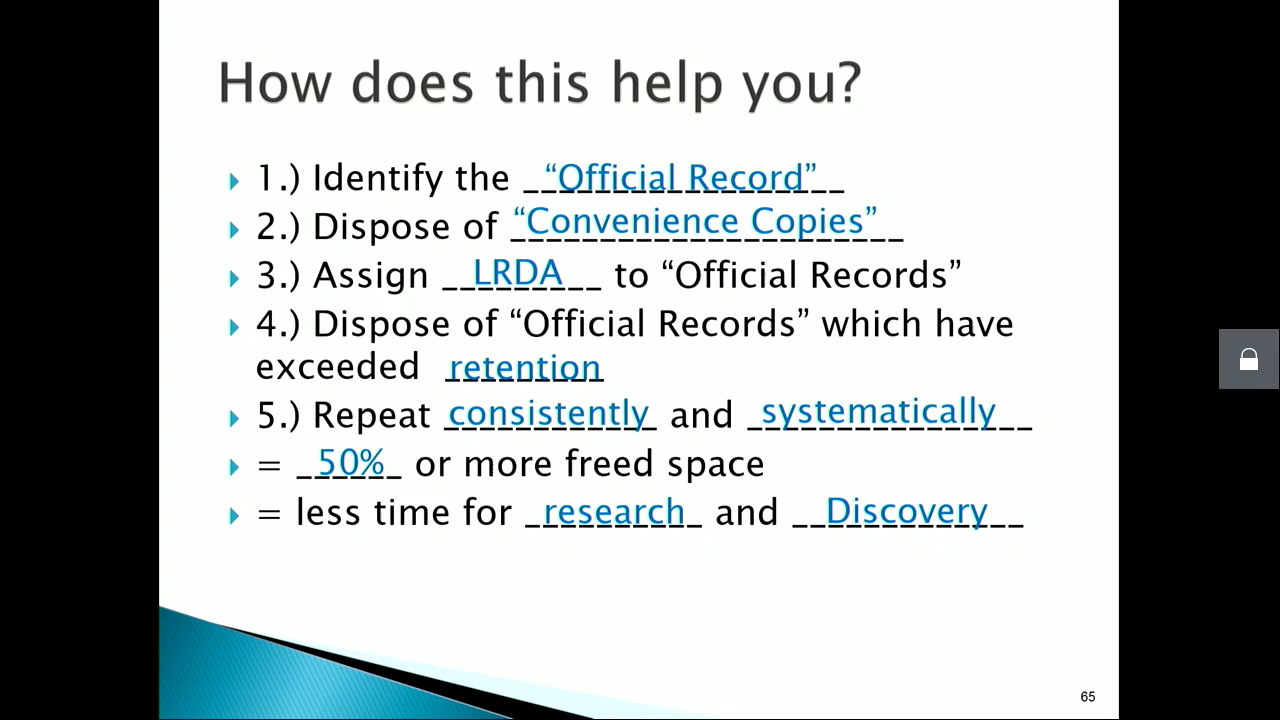 How does this help you?
1.) Identify the __“Official Record”__
2.) Dispose of “Convenience Copies”__
3.) Assign __LRDA__ to “Official Records”
4.) Dispose of “Official Records” which have
exceeded retention
5.) Repeat consistently and _systematically__
= _50%_ or more freed space
= less time for _research_ and __Discovery__
65